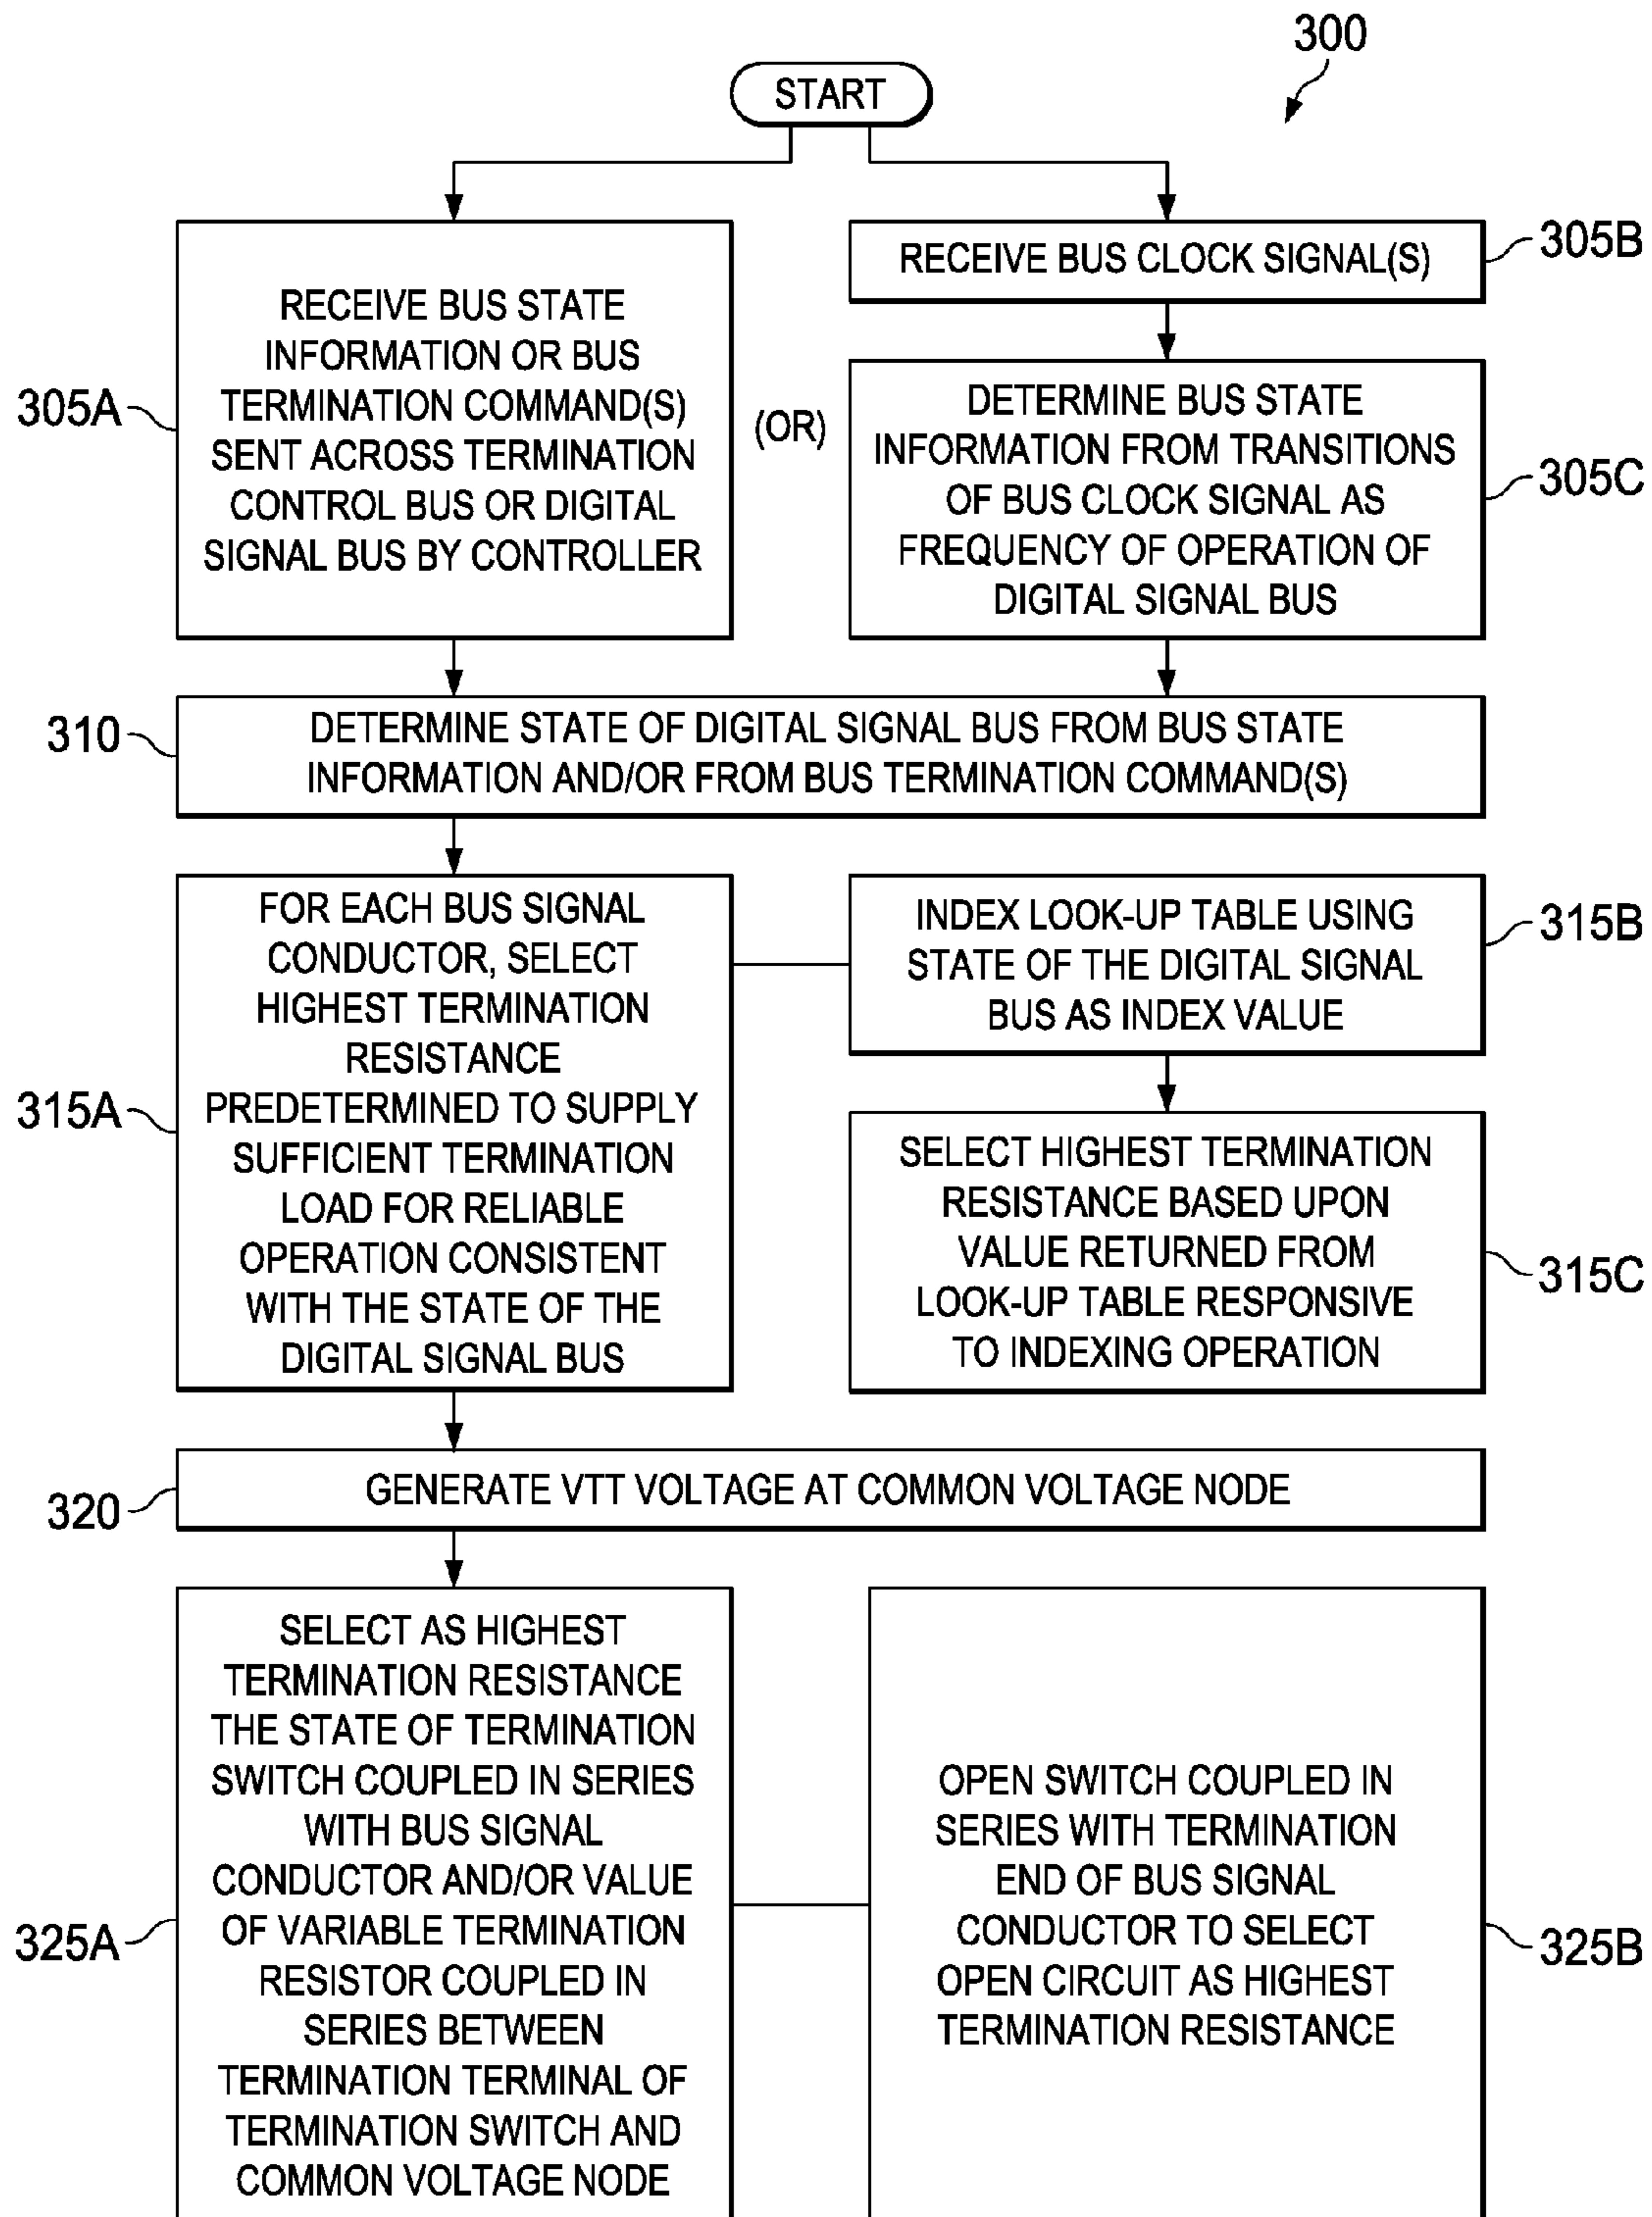 300
START
305A
RECEIVE BUS STATE
INFORMATION OR BUS
TERMINATION COMMAND(S)
SENT ACROSS TERMINATION
CONTROL BUS OR DIGITAL
SIGNAL BUS BY CONTROLLER
(OR)
RECEIVE BUS CLOCK SIGNAL(S)
305B
DETERMINE BUS STATE
INFORMATION FROM TRANSITIONS
OF BUS CLOCK SIGNAL AS
FREQUENCY OF OPERATION OF
DIGITAL SIGNAL BUS
305C
310
DETERMINE STATE OF DIGITAL SIGNAL BUS FROM BUS STATE
INFORMATION AND/OR FROM BUS TERMINATION COMMAND(S)
315A
FOR EACH BUS SIGNAL
CONDUCTOR, SELECT
HIGHEST TERMINATION
RESISTANCE
PREDETERMINED TO SUPPLY
SUFFICIENT TERMINATION
LOAD FOR RELIABLE
OPERATION CONSISTENT
WITH THE STATE OF THE
DIGITAL SIGNAL BUS
INDEX LOOK-UP TABLE USING
STATE OF THE DIGITAL SIGNAL
BUS AS INDEX VALUE
315B
SELECT HIGHEST TERMINATION
RESISTANCE BASED UPON
VALUE RETURNED FROM
LOOK-UP TABLE RESPONSIVE
TO INDEXING OPERATION
315C
320
GENERATE VTT VOLTAGE AT COMMON VOLTAGE NODE
325A
SELECT AS HIGHEST
TERMINATION RESISTANCE
THE STATE OF TERMINATION
SWITCH COUPLED IN SERIES
WITH BUS SIGNAL
CONDUCTOR AND/OR VALUE
OF VARIABLE TERMINATION
RESISTOR COUPLED IN
SERIES BETWEEN
TERMINATION TERMINAL OF
TERMINATION SWITCH AND
COMMON VOLTAGE NODE
OPEN SWITCH COUPLED IN
SERIES WITH TERMINATION
END OF BUS SIGNAL
CONDUCTOR TO SELECT
OPEN CIRCUIT AS HIGHEST
TERMINATION RESISTANCE
325B